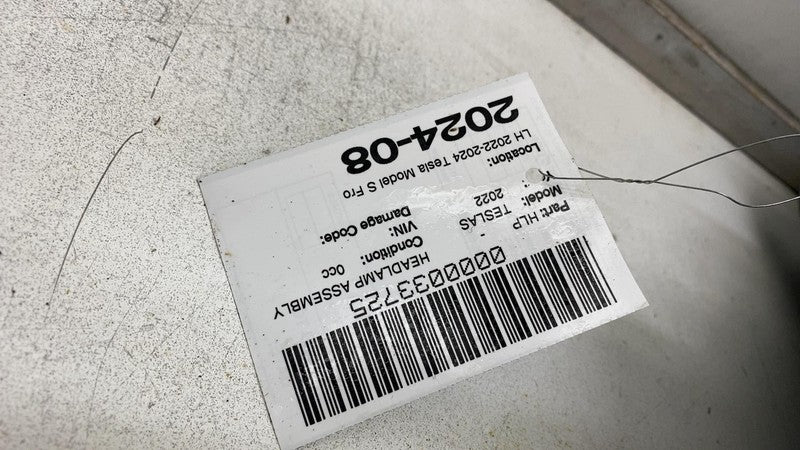 0000033725
Part: HLP - HEADLAMP ASSEMBLY
Model: TESLAS Condition: 0cc
2022 VIN:
Damage Code:
Location:
LH 2022-2024 Tesla Model S Fro
2024-08